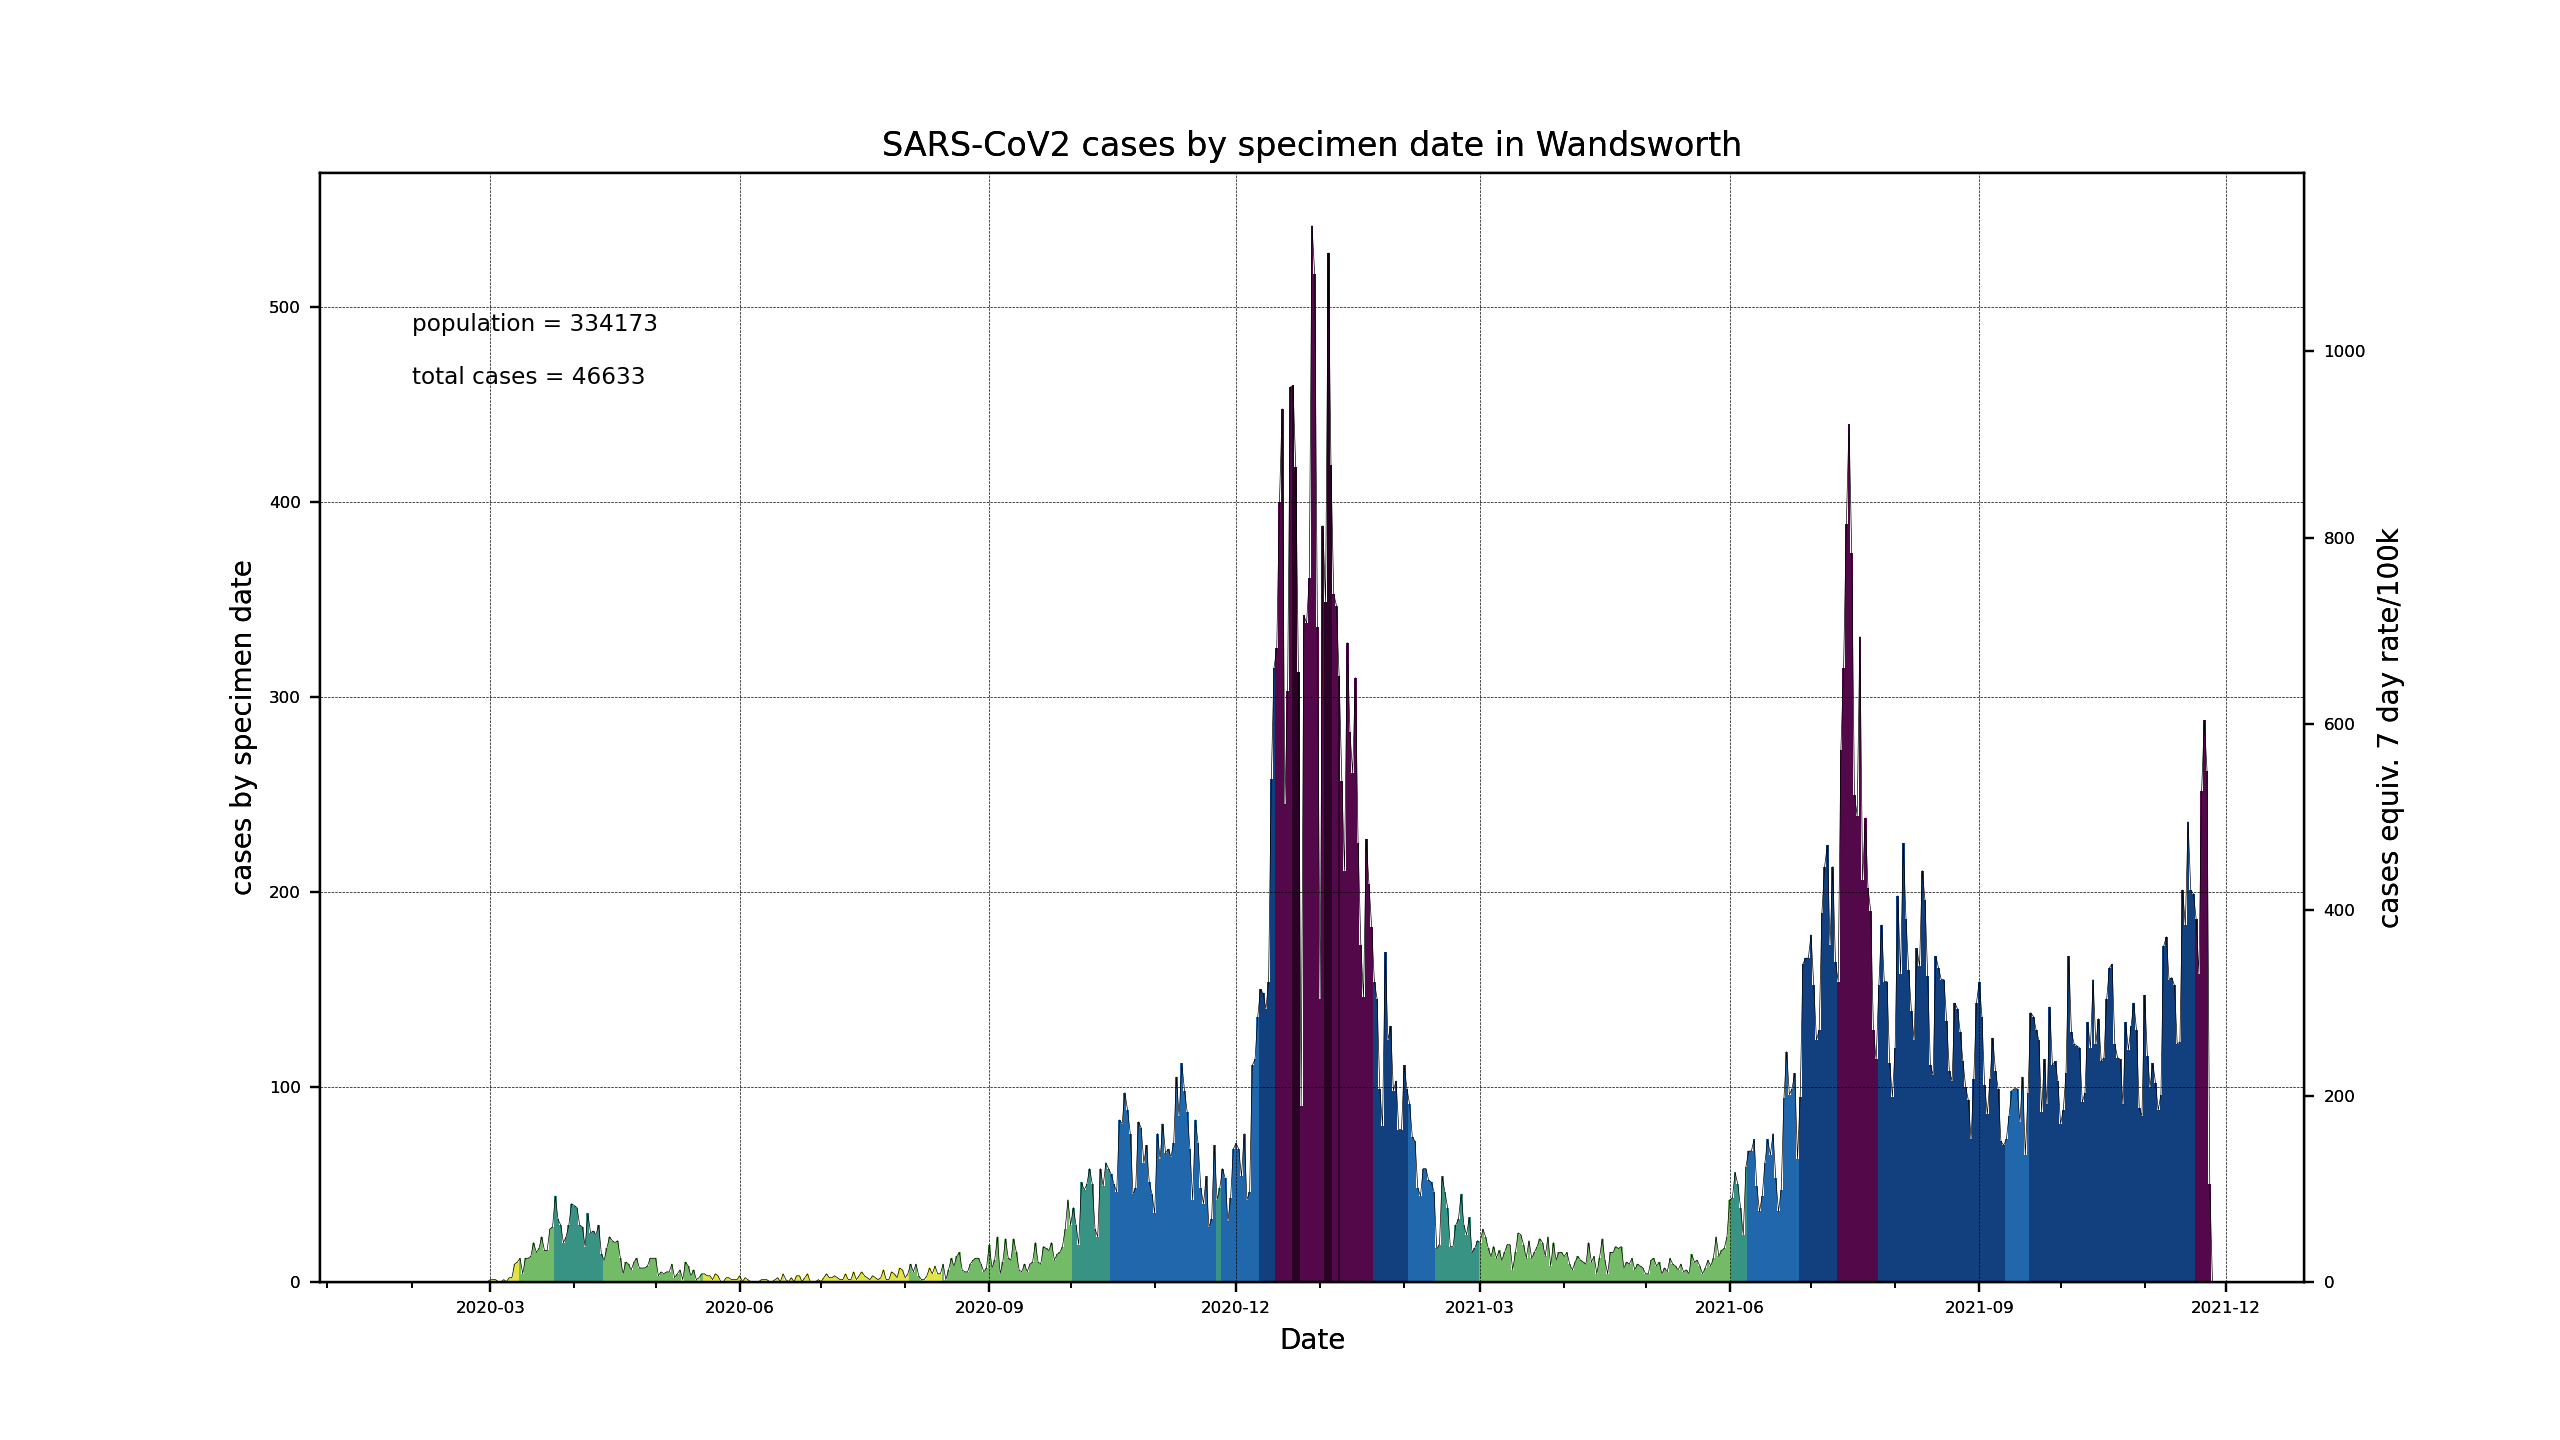 SARS-CoV2 cases by specimen date in Wandsworth
population = 334173
total cases = 46633
cases by specimen date
500
400
300
200
100
0
1000
800
600
400
200
0
cases equiv. 7 day rate/100k
2020-03 2020-06 2020-09 2020-12 2021-03 2021-06 2021-09 2021-12
Date